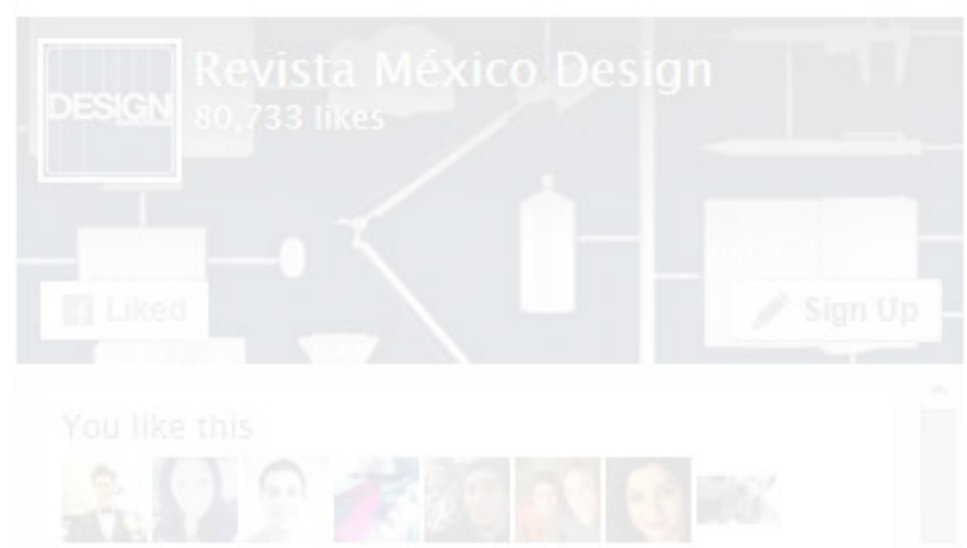 Revista México Design
DESIGN
80,733 likes
Liked
Sign Up
You like this